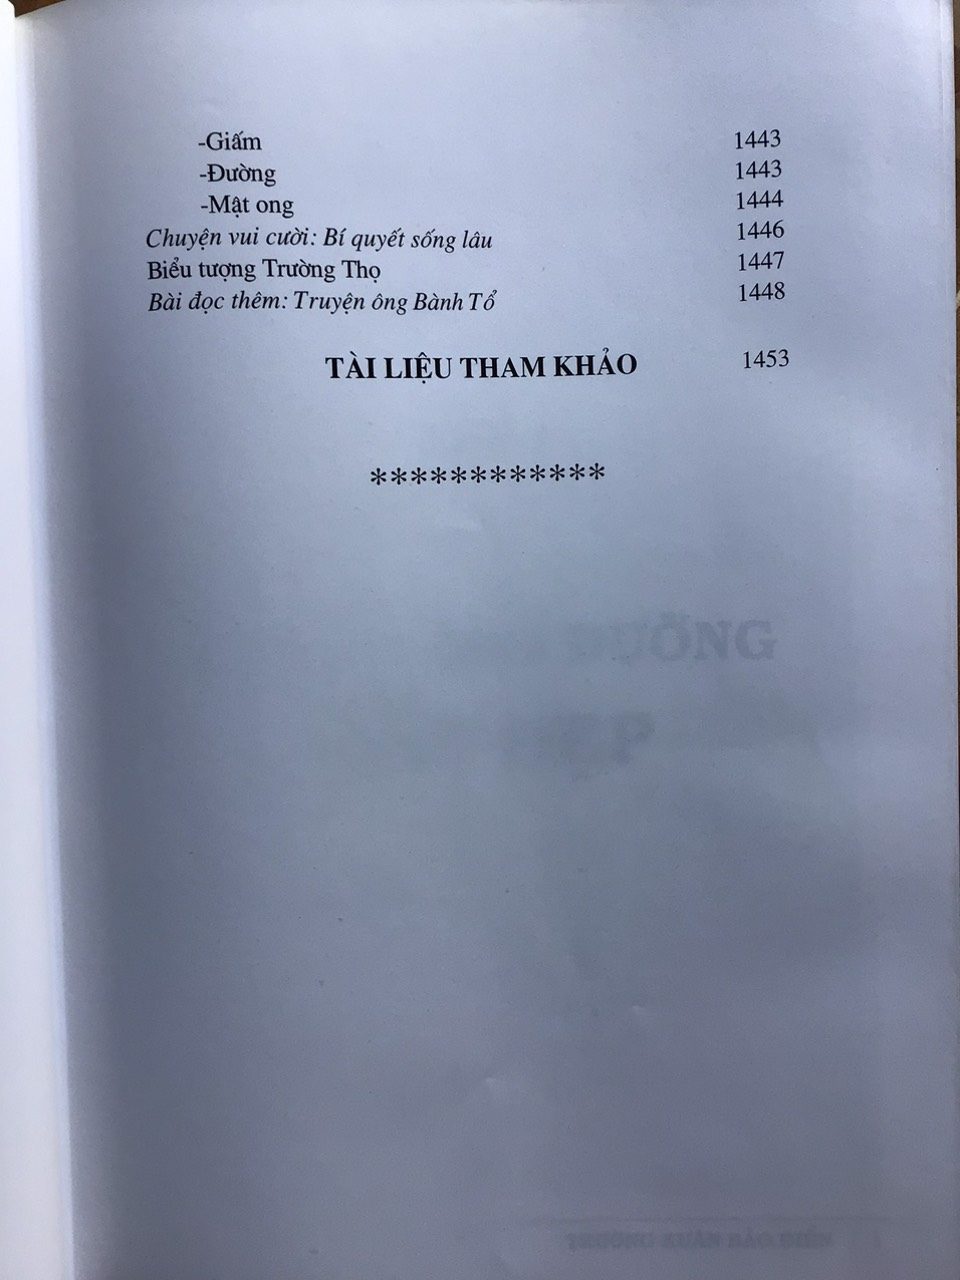 -Giấm 1443
-Đường 1443
-Mật ong 1444
Chuyện vui cười: Bí quyết sống lâu 1446
Biểu tượng Trường Thọ 1447
Bài đọc thêm: Truyện ông Bành Tổ 1448
TÀI LIỆU THAM KHẢO 1453
************